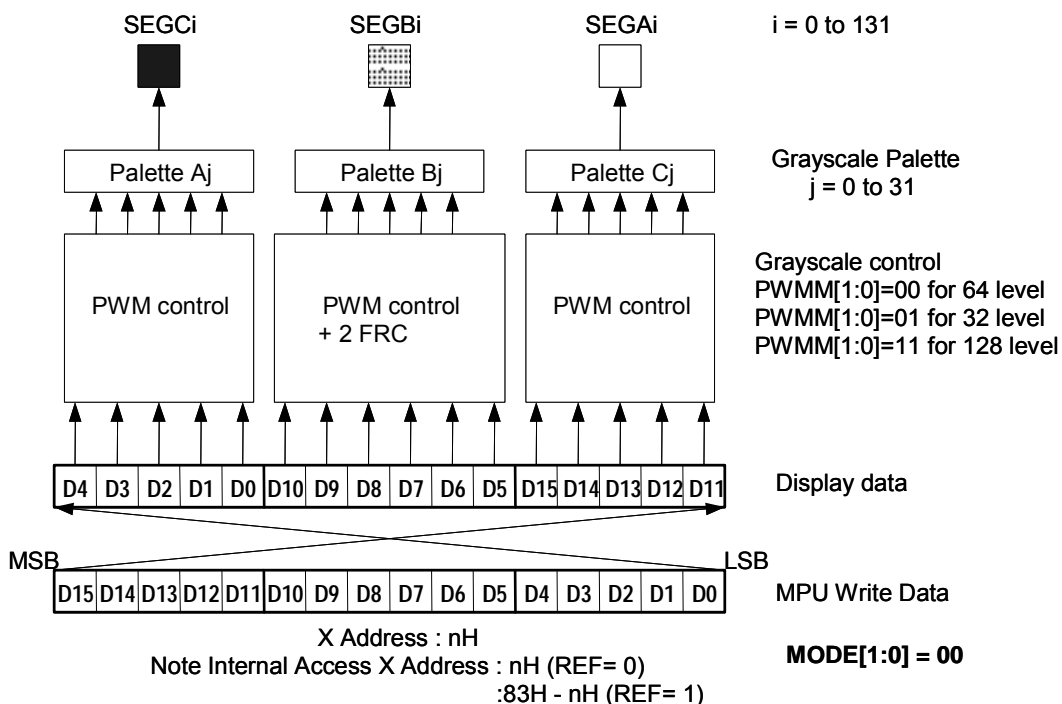 SEGCi SEGBi SEGAi i = 0 to 131
Palette Aj Palette Bj Palette Cj
Grayscale Palette
j = 0 to 31
PWM control
PWM control
+ 2 FRC
PWM control
Grayscale control
PWMM[1:0]=00 for 64 level
PWMM[1:0]=01 for 32 level
PWMM[1:0]=11 for 128 level
D4 D3 D2 D1 D0 D10 D9 D8 D7 D6 D5 D15 D14 D13 D12 D11 Display data
MSB LSB
D15 D14 D13 D12 D11 D10 D9 D8 D7 D6 D5 D4 D3 D2 D1 D0 MPU Write Data
X Address : nH
Note Internal Access X Address : nH (REF= 0)
:83H - nH (REF= 1)
MODE[1:0] = 00